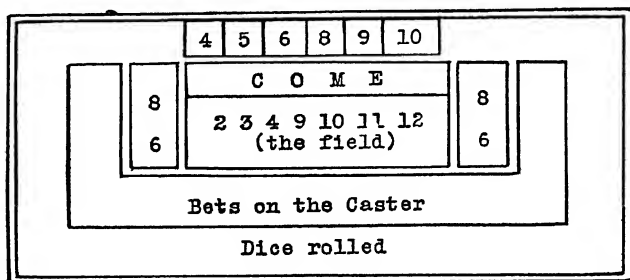 4 5 6 8 9 10
C O M E
8 8
2 3 4 9 10 11 12
(the field)
6 6
Bets on the Caster
Dice rolled